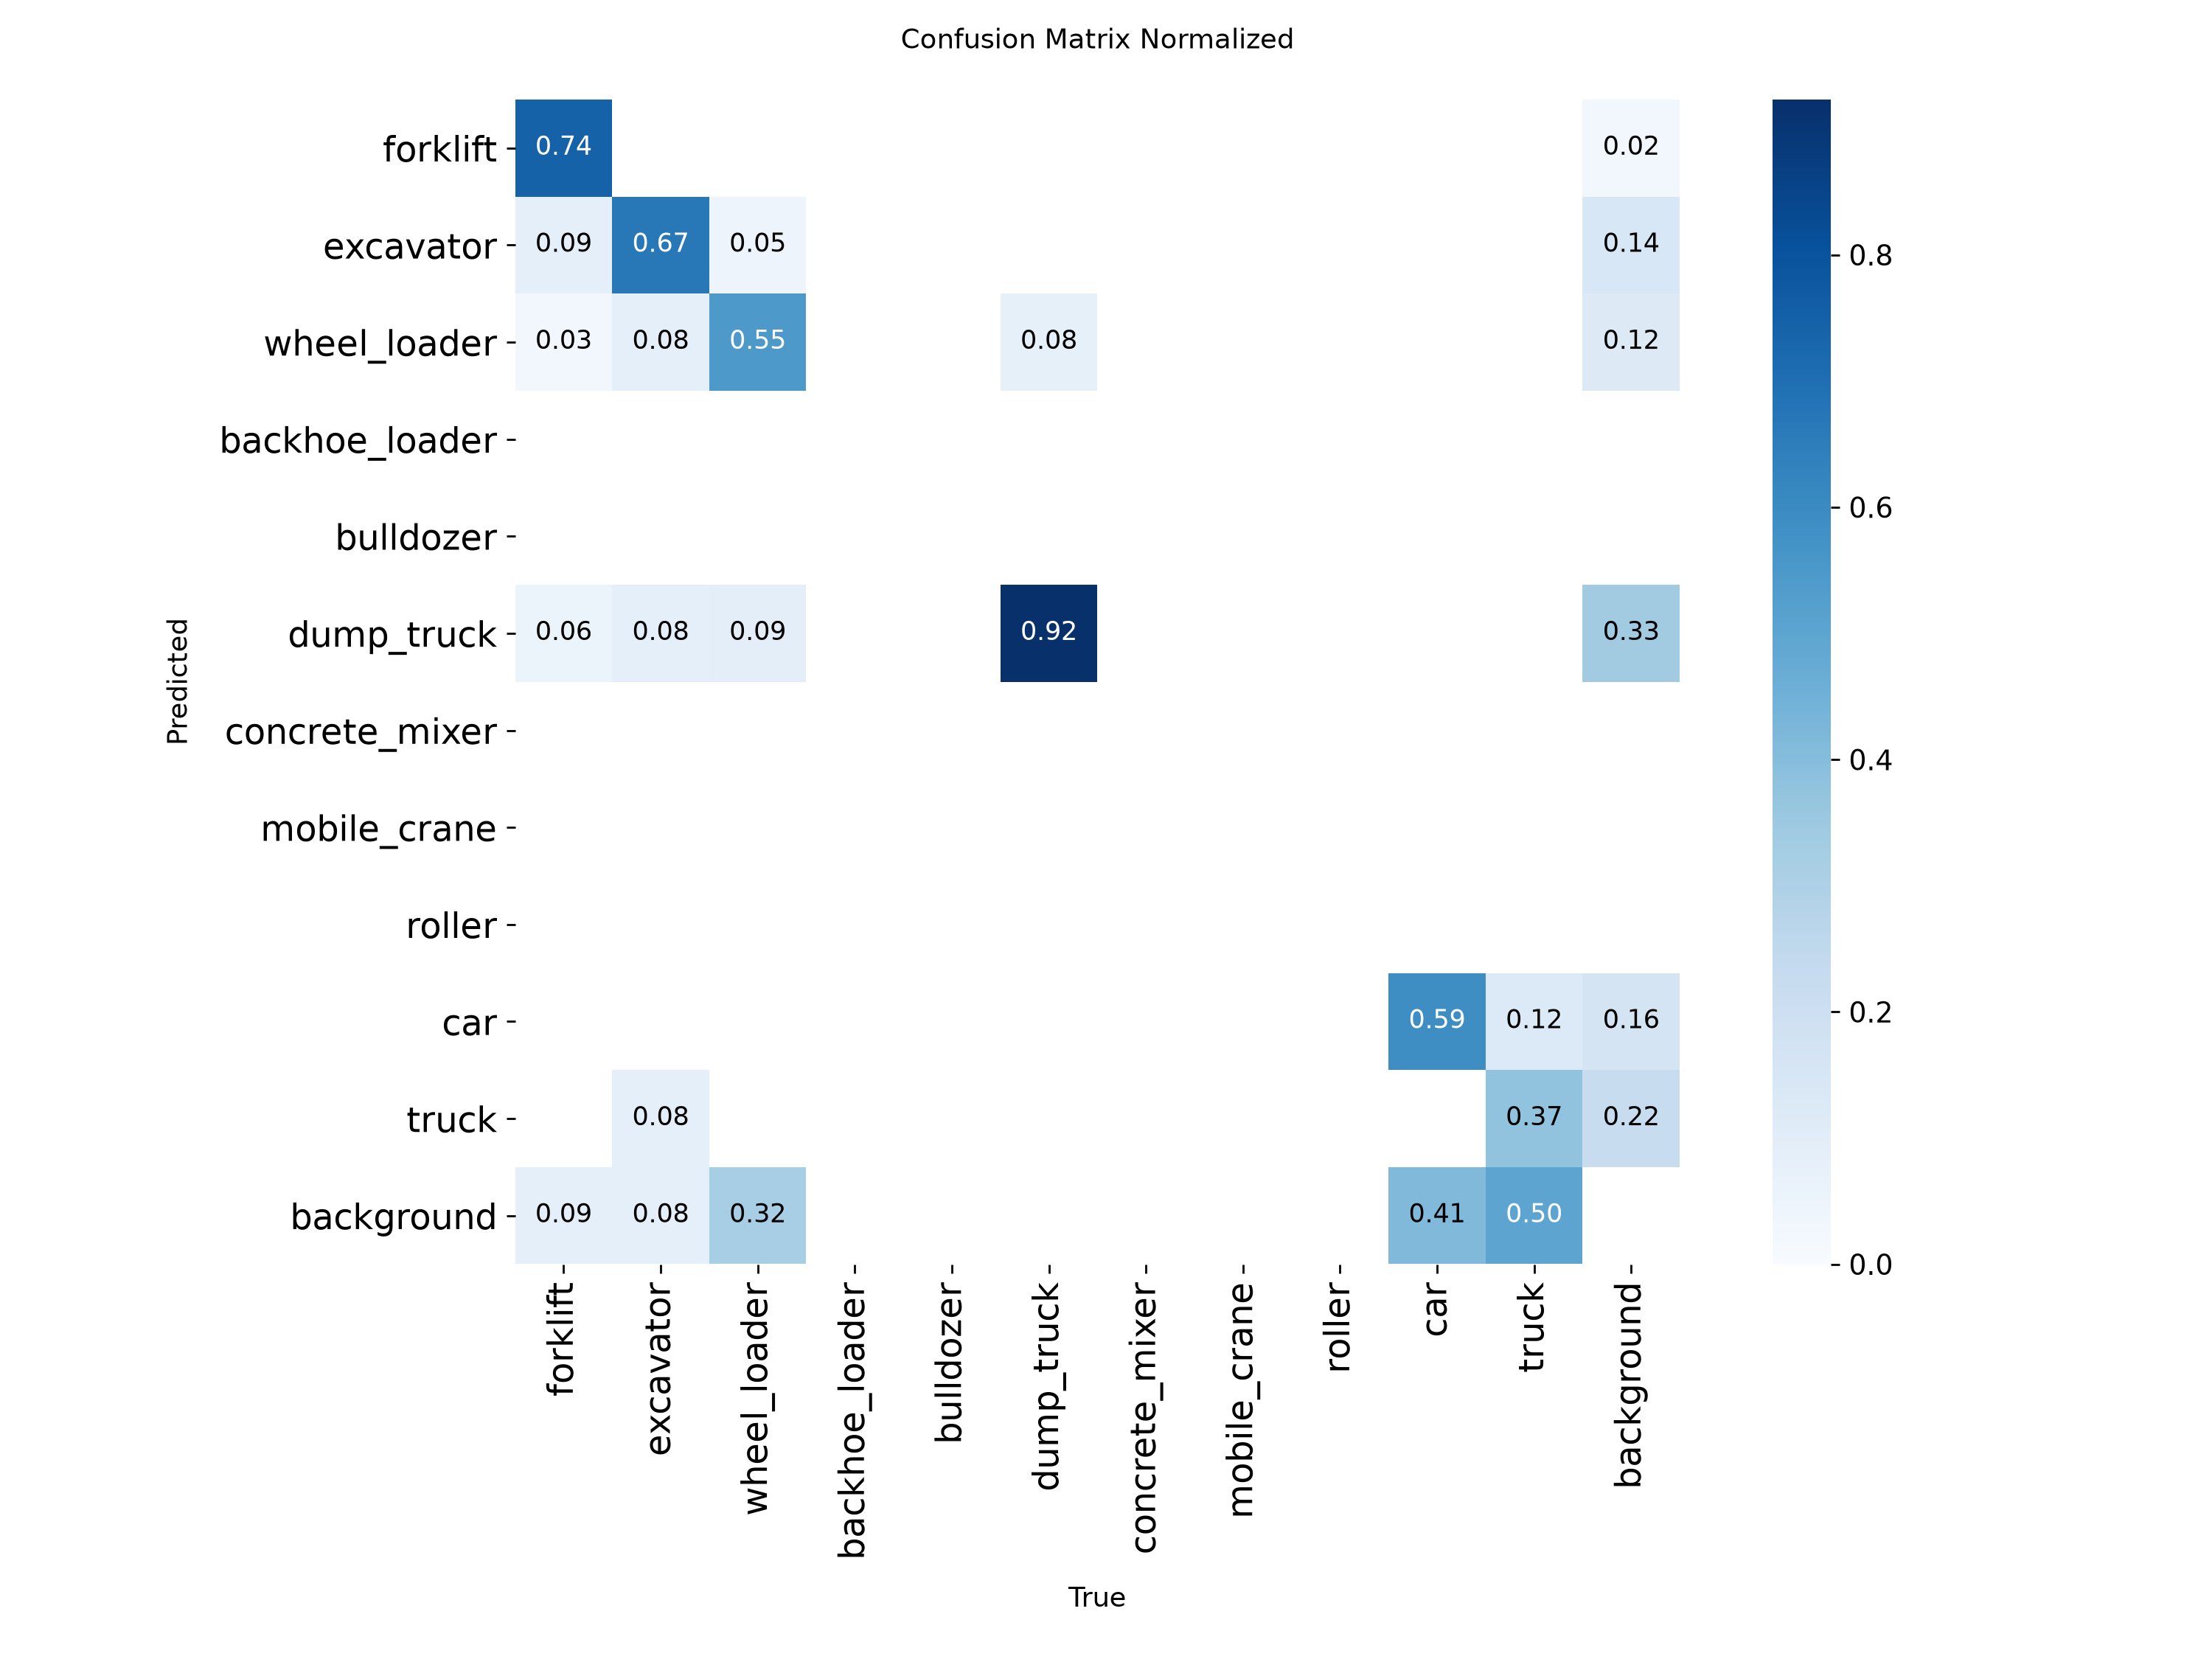 Confusion Matrix Normalized
forklift 0.74 0.02
excavator 0.09 0.67 0.05 0.14
wheel_loader 0.03 0.08 0.55 0.08 0.12
backhoe_loader
bulldozer
dump_truck 0.06 0.08 0.09 0.92 0.33
concrete_mixer
mobile_crane
roller
car 0.59 0.12 0.16
truck 0.08 0.37 0.22
background 0.09 0.08 0.32 0.41 0.50
Predicted
forklift
excavator
wheel_loader
backhoe_loader
bulldozer
dump_truck
concrete_mixer
mobile_crane
roller
car
truck
background
True
0.8
0.6
0.4
0.2
0.0